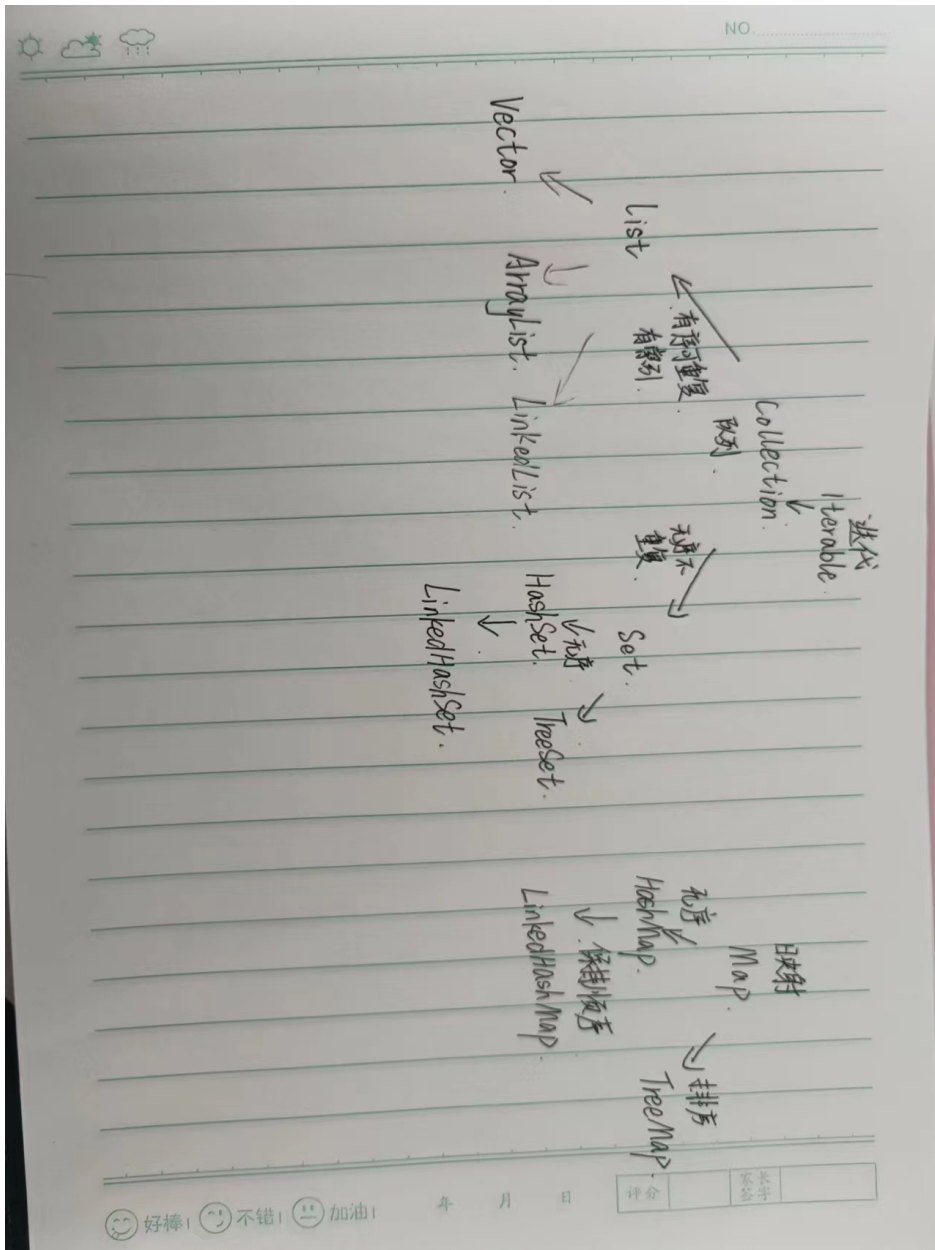 NO.
迭代
Iterable.
Collection.
队列.
有序可重复.
有索引.
无序不
重复.
List
Set.
Vector.
ArrayList.
LinkedList.
无序
HashSet.
TreeSet.
LinkedHashSet.
映射
Map.
无序
HashMap.
排序
TreeMap.
保持顺序
LinkedHashMap.
好棒!
不错!
加油!
年 月 日
评分
家长
签字